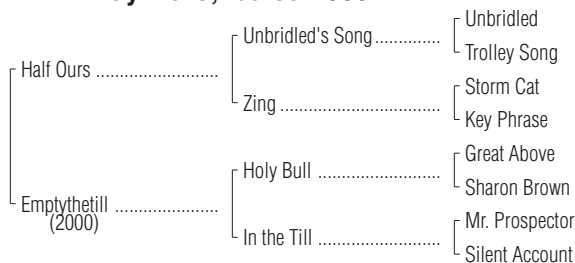 Unbridled
Unbridled's Song.............
Trolley Song
Half Ours ........................
Storm Cat
Zing ................................
Key Phrase
Great Above
Holy Bull .........................
Sharon Brown
Emptythetill ....................
(2000)
Mr. Prospector
In the Till ........................
Silent Account